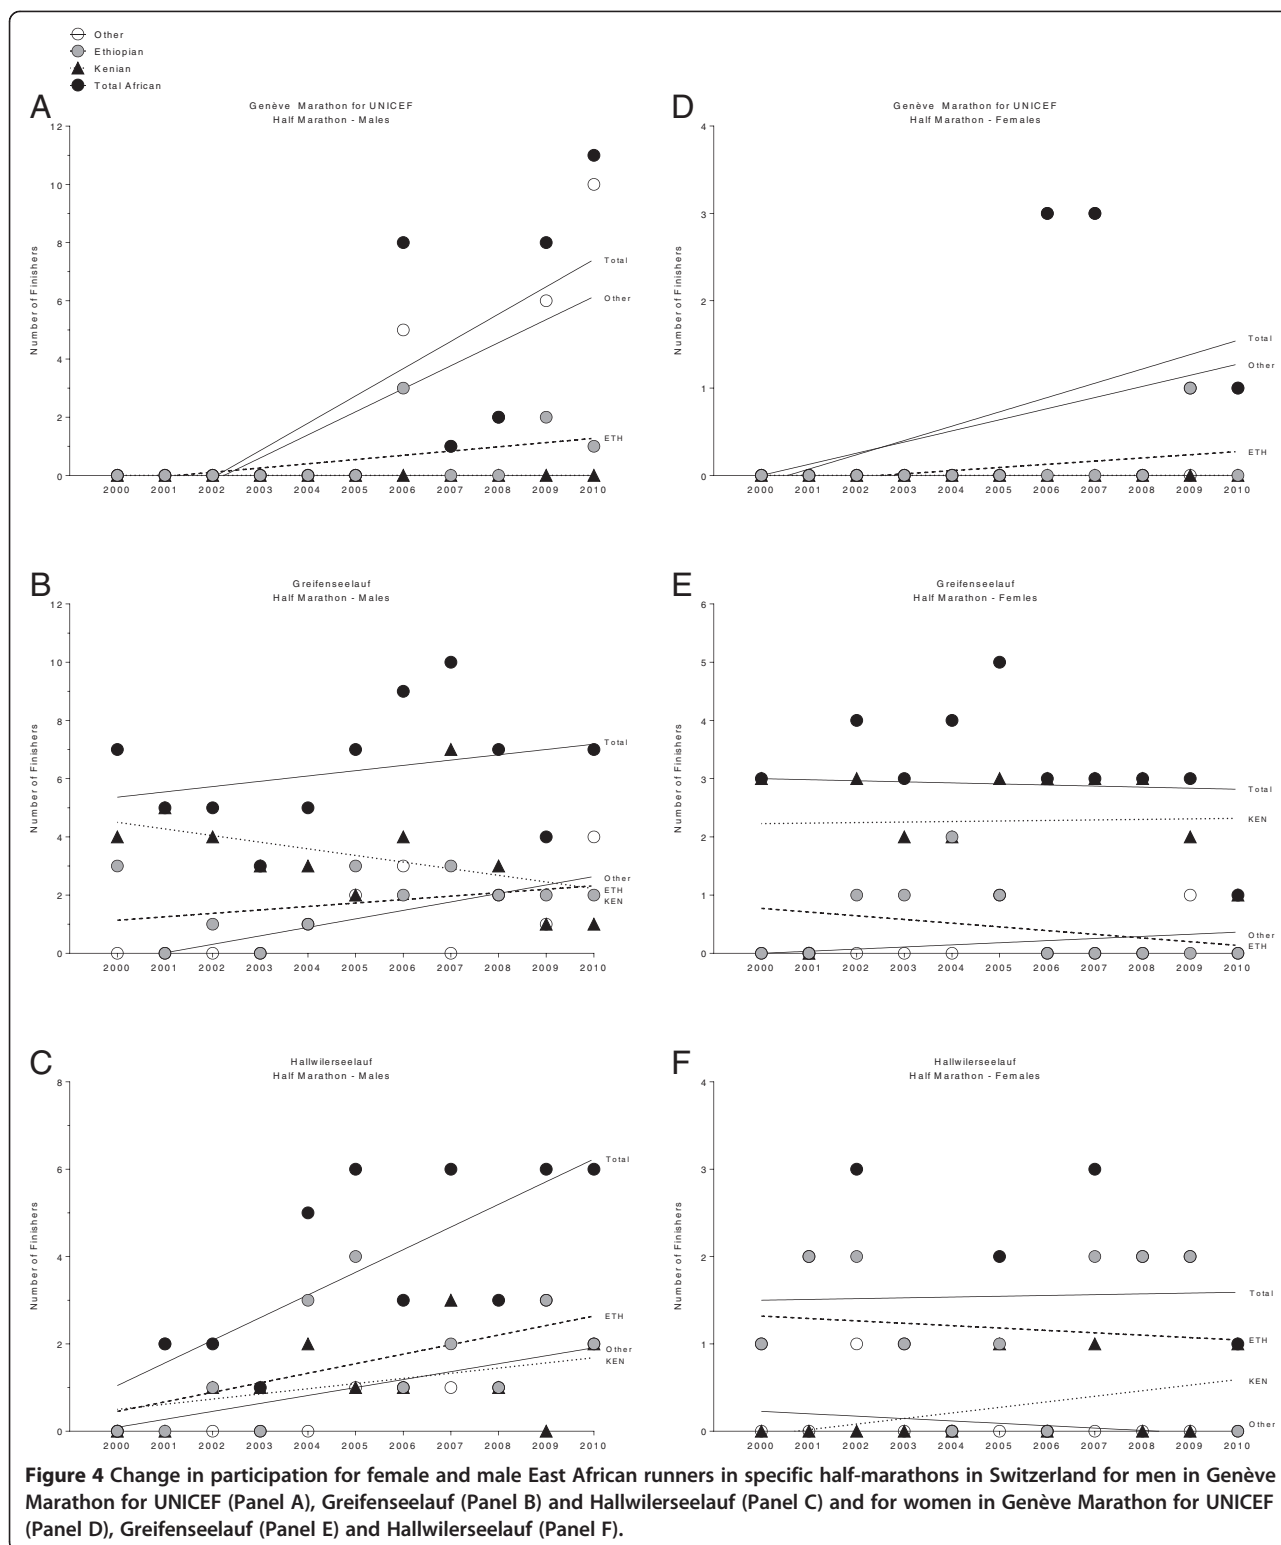 Other
Ethiopian
Kenian
Total African
A
Genève Marathon for UNICEF
Half Marathon - Males
Number of Finishers
12
10
8
6
4
2
0
2000 2001 2002 2003 2004 2005 2006 2007 2008 2009 2010
Total
Other
ETH
D
Genève Marathon for UNICEF
Half Marathon - Females
Number of Finishers
4
3
2
1
0
2000 2001 2002 2003 2004 2005 2006 2007 2008 2009 2010
Total
Other
ETH
B
Greifenseelauf
Half Marathon - Males
Number of Finishers
12
10
8
6
4
2
0
2000 2001 2002 2003 2004 2005 2006 2007 2008 2009 2010
Total
Other
ETH
KEN
E
Greifenseelauf
Half Marathon - Femles
Number of Finishers
6
5
4
3
2
1
0
2000 2001 2002 2003 2004 2005 2006 2007 2008 2009 2010
Total
KEN
Other
ETH
C
Hallwilerseelauf
Half Marathon - Males
Number of Finishers
8
6
4
2
0
2000 2001 2002 2003 2004 2005 2006 2007 2008 2009 2010
Total
ETH
Other
KEN
F
Hallwilerseelauf
Half Marathon - Females
Number of Finishers
4
3
2
1
0
2000 2001 2002 2003 2004 2005 2006 2007 2008 2009 2010
Total
ETH
KEN
Other
Figure 4 Change in participation for female and male East African runners in specific half-marathons in Switzerland for men in Genève
Marathon for UNICEF (Panel A), Greifenseelauf (Panel B) and Hallwilerseelauf (Panel C) and for women in Genève Marathon for UNICEF
(Panel D), Greifenseelauf (Panel E) and Hallwilerseelauf (Panel F).